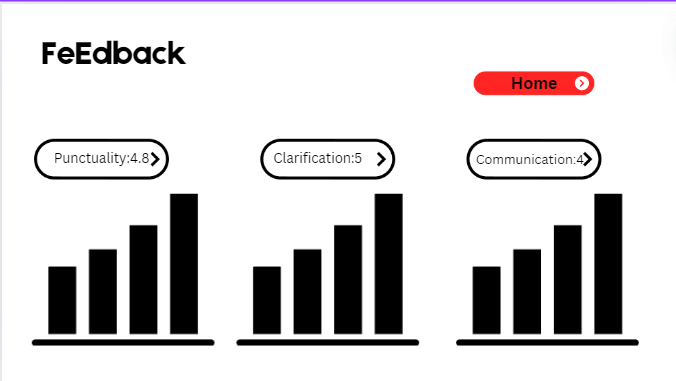 FeEdback
Home
Punctuality:4.8
Clarification:5
Communication:4